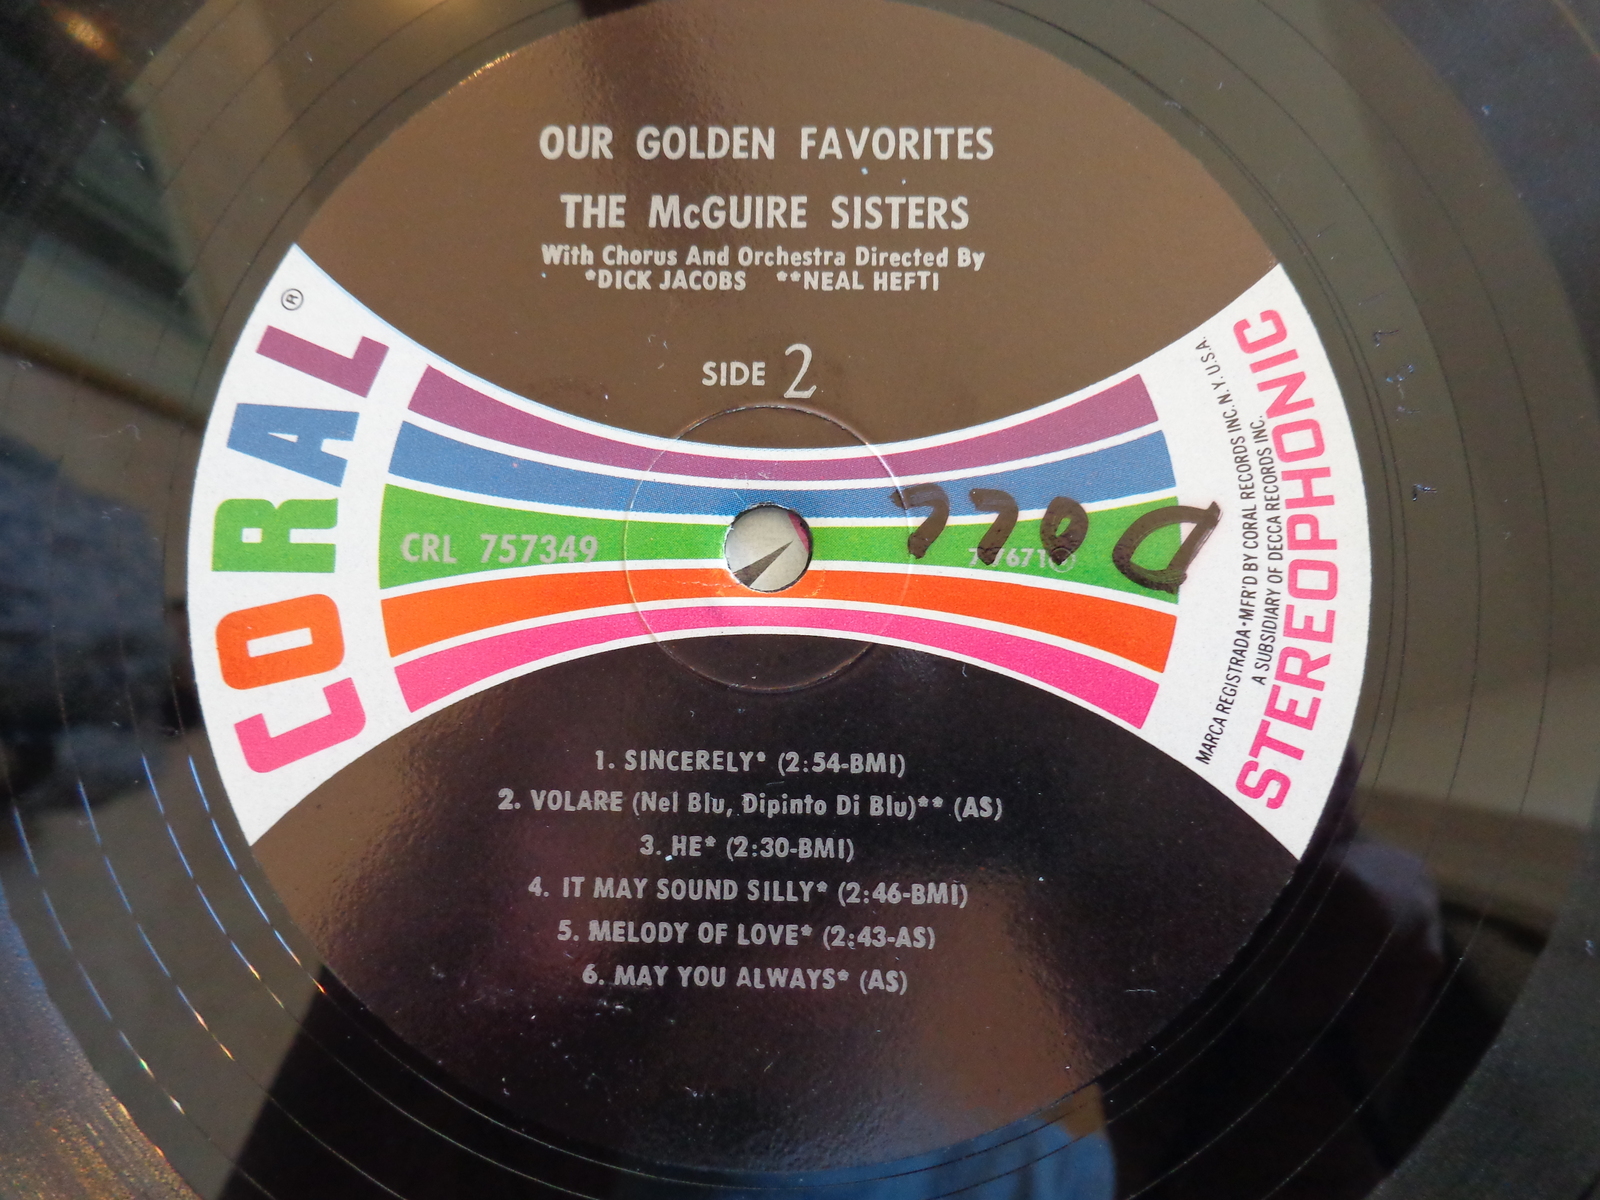 OUR GOLDEN FAVORITES
THE McGUIRE SISTERS
With Chorus And Orchestra Directed By
*DICK JACOBS **NEAL HEFTI
SIDE 2
CORAL®
CRL 757349
STEREOPHONIC
MARCA REGISTRADA•MFR'D BY CORAL RECORDS INC. N.Y. U.S.A.
A SUBSIDIARY OF DECCA RECORDS INC.
1. SINCERELY* (2:54-BMI)
2. VOLARE (Nel Blu, Dipinto Di Blu)** (AS)
3. HE* (2:30-BMI)
4. IT MAY SOUND SILLY* (2:46-BMI)
5. MELODY OF LOVE* (2:43-AS)
6. MAY YOU ALWAYS* (AS)